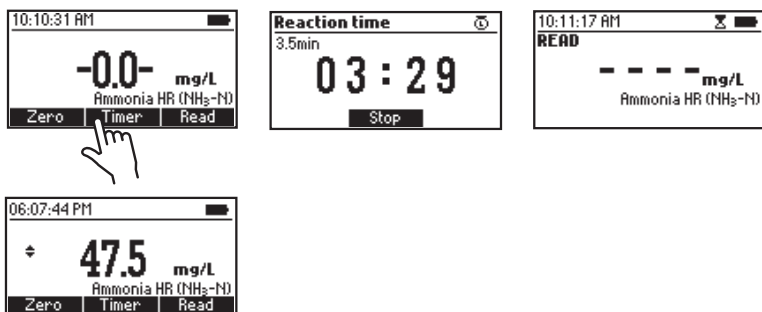 10:10:31 AM
-0.0- mg/L
Ammonia HR (NH₃-N)
Zero Timer Read
Reaction time
3.5min
03:29
Stop
10:11:17 AM
READ
---- mg/L
Ammonia HR (NH₃-N)
06:07:44 PM
47.5 mg/L
Ammonia HR (NH₃-N)
Zero Timer Read